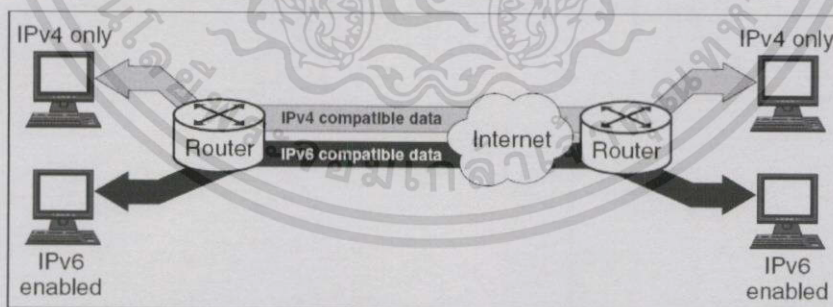 IPv4 only
IPv4 only
IPv4 compatible data
Internet
Router
IPv6 compatible data
Router
IPv6
enabled
IPv6
enabled